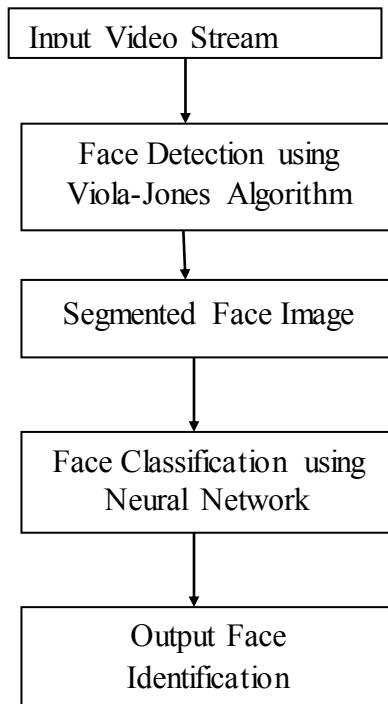 Input Video Stream
Face Detection using
Viola-Jones Algorithm
Segmented Face Image
Face Classification using
Neural Network
Output Face
Identification